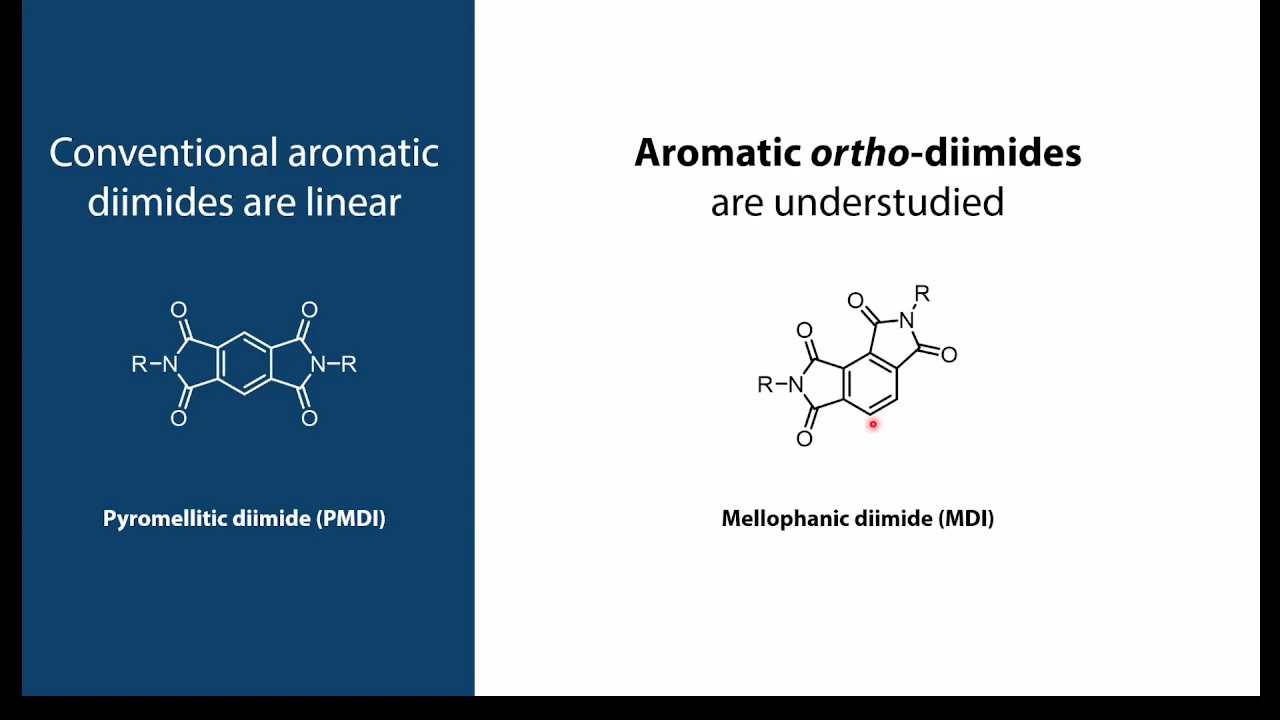 Conventional aromatic
diimides are linear
O O
R N N R
O O
Pyromellitic diimide (PMDI)
Aromatic ortho-diimides
are understudied
R
O
N
O
O
R N
O
Mellophanic diimide (MDI)